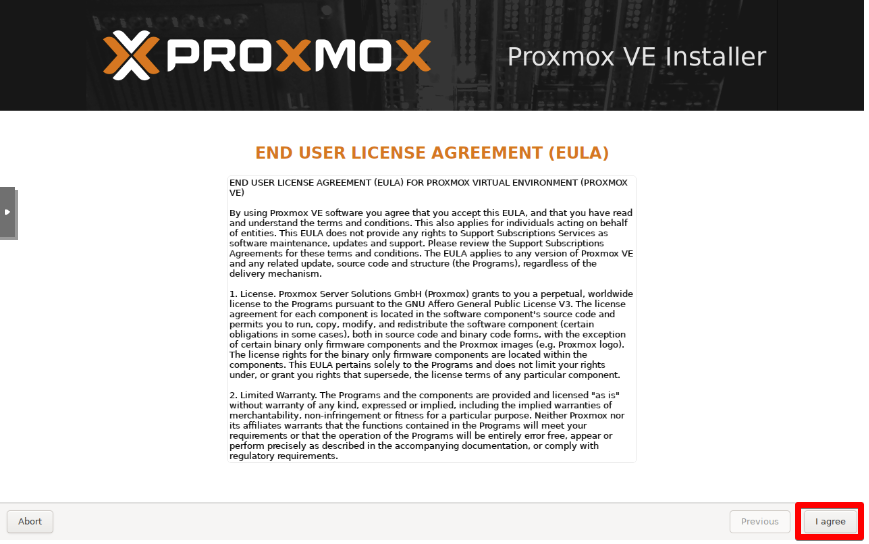 PROXMOX
Proxmox VE Installer
END USER LICENSE AGREEMENT (EULA)
END USER LICENSE AGREEMENT (EULA) FOR PROXMOX VIRTUAL ENVIRONMENT (PROXMOX
VE)
By using Proxmox VE software you agree that you accept this EULA, and that you have read
and understand the terms and conditions. This also applies for individuals acting on behalf
of entities. This EULA does not provide any rights to Support Subscriptions Services as
software maintenance, updates and support. Please review the Support Subscriptions
Agreements for these terms and conditions. The EULA applies to any version of Proxmox VE
and any related update, source code and structure (the Programs), regardless of the
delivery mechanism.
1. License. Proxmox Server Solutions GmbH (Proxmox) grants to you a perpetual, worldwide
license to the Programs pursuant to the GNU Affero General Public License V3. The license
agreement for each component is located in the software component's source code and
permits you to run, copy, modify, and redistribute the software component (certain
obligations in some cases), both in source code and binary code forms, with the exception
of certain binary only firmware components and the Proxmox images (e.g. Proxmox logo).
The license rights for the binary only firmware components are located within the
components. This EULA pertains solely to the Programs and does not limit your rights
under, or grant you rights that supersede, the license terms of any particular component.
2. Limited Warranty. The Programs and the components are provided and licensed "as is"
without warranty of any kind, expressed or implied, including the implied warranties of
merchantability, non-infringement or fitness for a particular purpose. Neither Proxmox nor
its affiliates warrants that the functions contained in the Programs will meet your
requirements or that the operation of the Programs will be entirely error free, appear or
perform precisely as described in the accompanying documentation, or comply with
regulatory requirements.
Abort
Previous
I agree